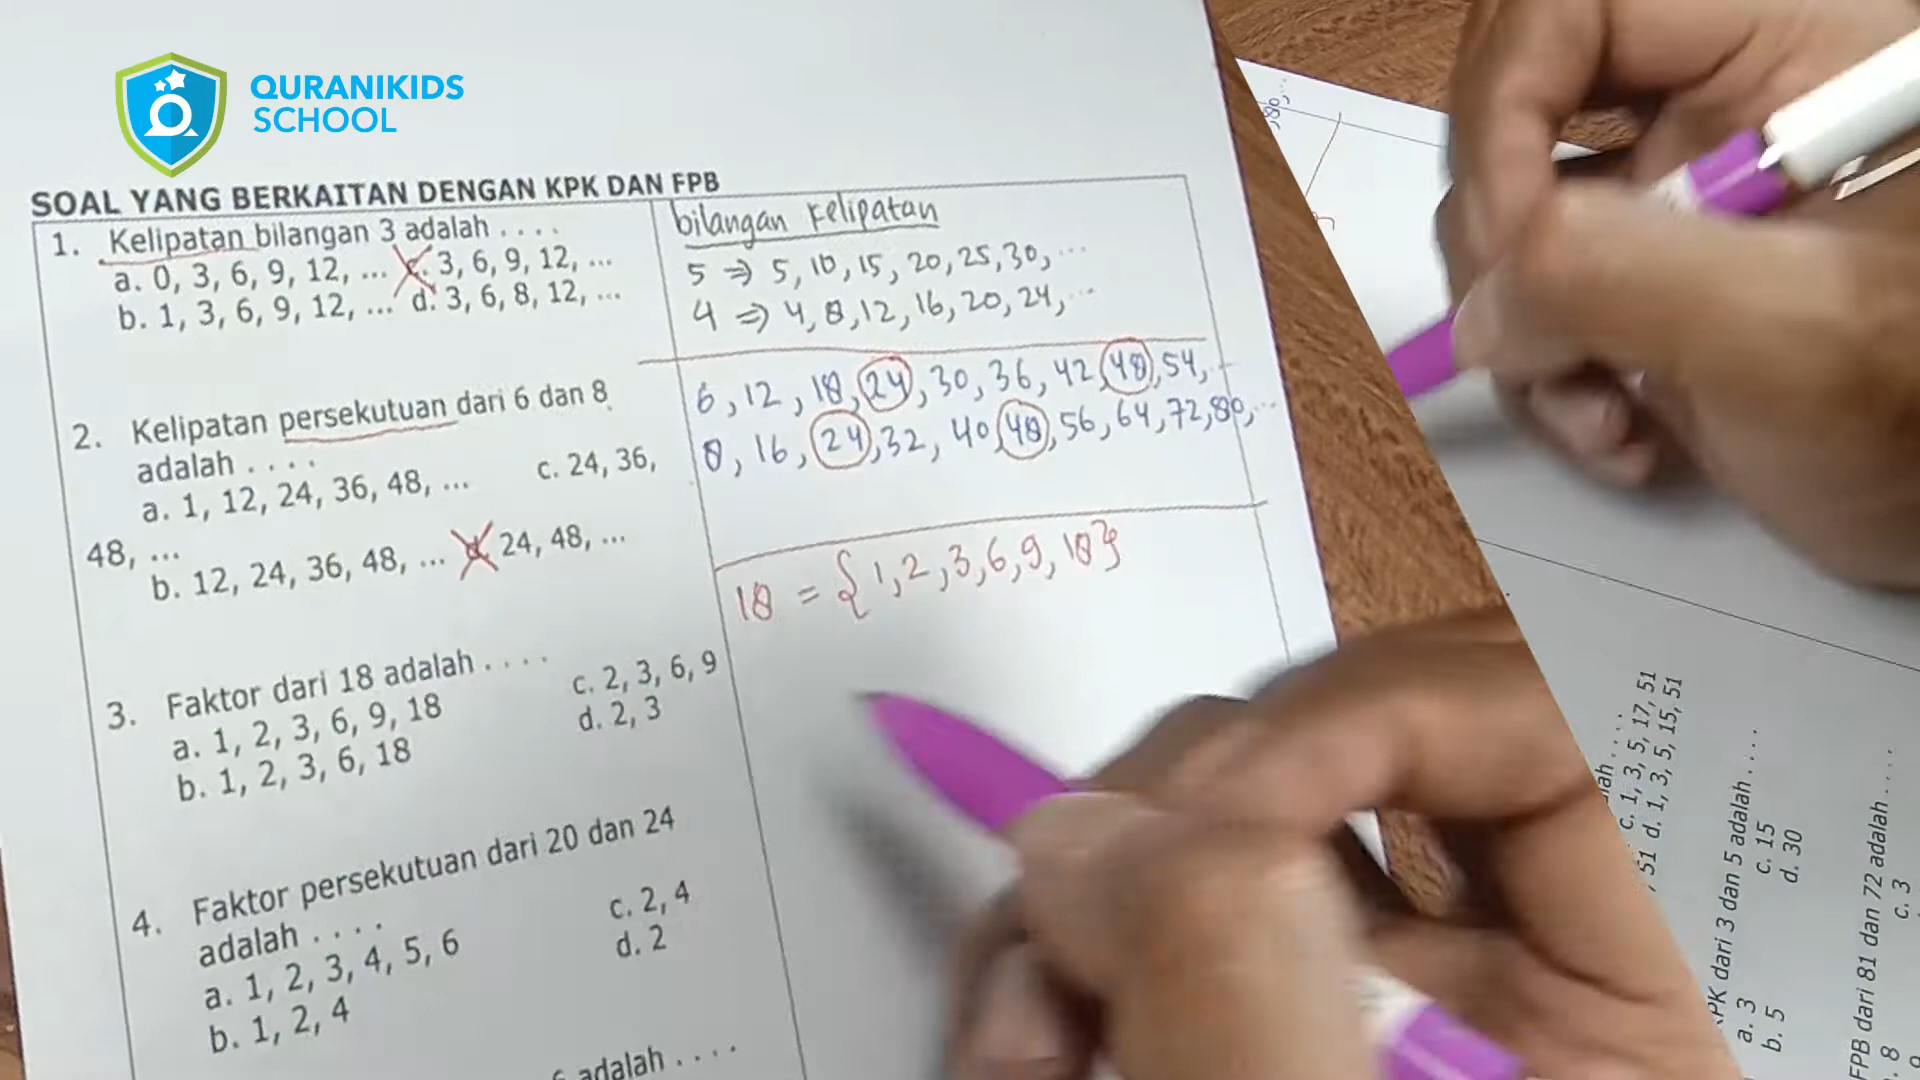 QURANIKIDS
SCHOOL
SOAL YANG BERKAITAN DENGAN KPK DAN FPB
1. Kelipatan bilangan 3 adalah . . . .
a. 0, 3, 6, 9, 12, ... c. 3, 6, 9, 12, ...
b. 1, 3, 6, 9, 12, ... d. 3, 6, 8, 12, ...
2. Kelipatan persekutuan dari 6 dan 8
adalah . . . .
a. 1, 12, 24, 36, 48, ... c. 24, 36,
48, ...
b. 12, 24, 36, 48, ... d. 24, 48, ...
3. Faktor dari 18 adalah . . . .
a. 1, 2, 3, 6, 9, 18 c. 2, 3, 6, 9
b. 1, 2, 3, 6, 18 d. 2, 3
4. Faktor persekutuan dari 20 dan 24
adalah . . . .
a. 1, 2, 3, 4, 5, 6 c. 2, 4
b. 1, 2, 4 d. 2
adalah . . . .
bilangan kelipatan
5 ⇒ 5, 10, 15, 20, 25, 30, ...
4 ⇒ 4, 8, 12, 16, 20, 24, ...
6, 12, 18, 24, 30, 36, 42, 48, 54, ...
8, 16, 24, 32, 40, 48, 56, 64, 72, 80, ...
18 = {1, 2, 3, 6, 9, 18}
, 80, ...
c. 1, 3, 5, 17, 51
51 d. 1, 3, 5, 15, 51
dari 3 dan 5 adalah . . . .
a. 3 c. 15
b. 5 d. 30
FPB dari 81 dan 72 adalah . . . .
8 c. 3